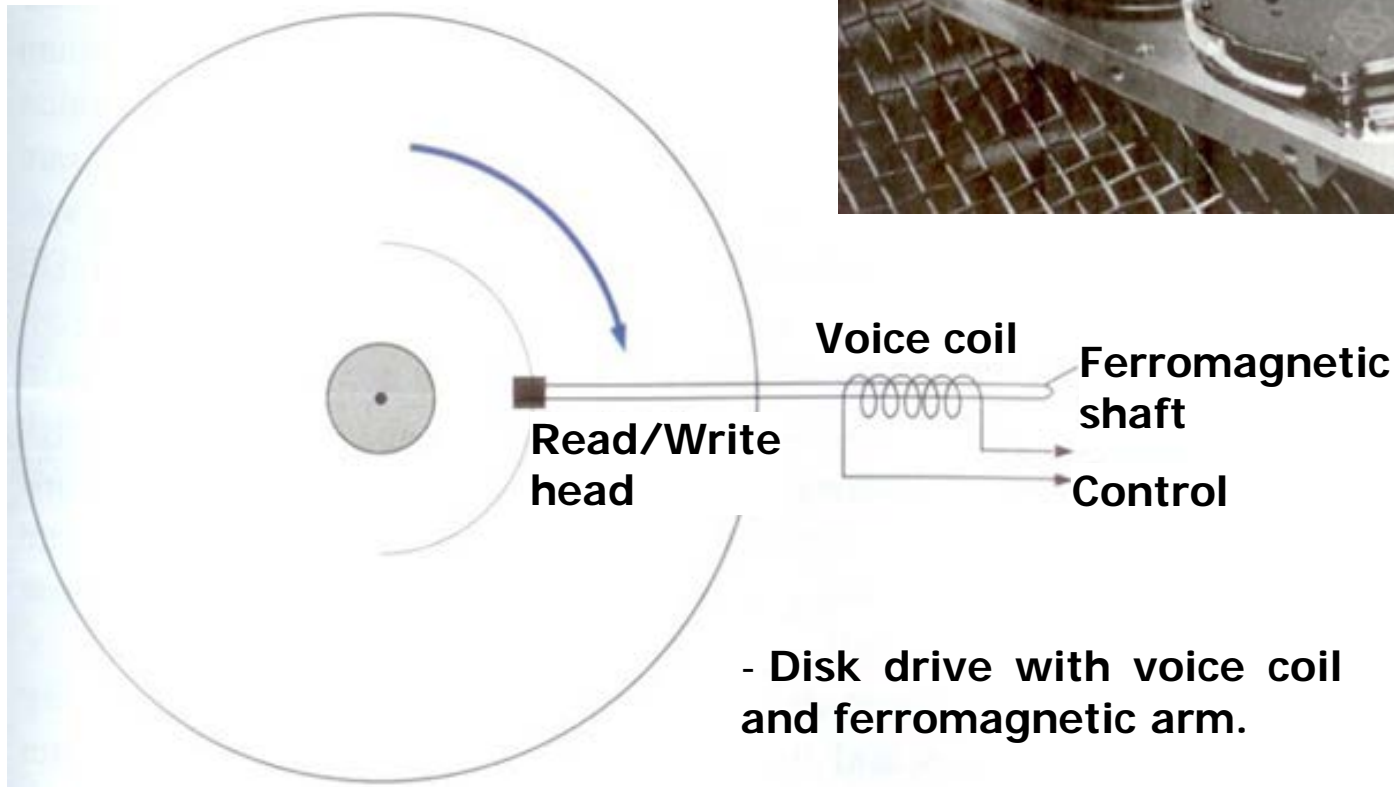 Voice coil
Ferromagnetic
shaft
Read/Write
head
Control
- Disk drive with voice coil
and ferromagnetic arm.